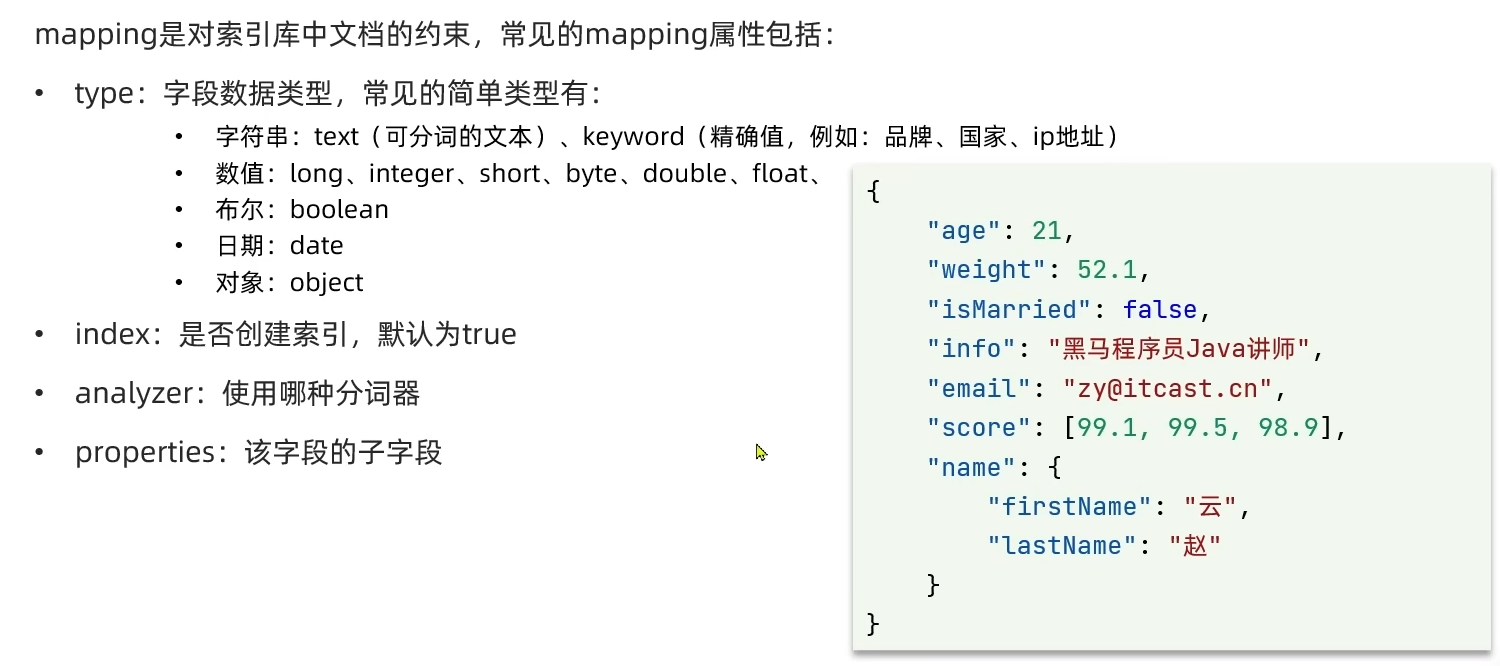 mapping是对索引库中文档的约束，常见的mapping属性包括：
• type：字段数据类型，常见的简单类型有：
• 字符串：text（可分词的文本）、keyword（精确值，例如：品牌、国家、ip地址）
• 数值：long、integer、short、byte、double、float、
• 布尔：boolean
• 日期：date
• 对象：object
• index：是否创建索引，默认为true
• analyzer：使用哪种分词器
• properties：该字段的子字段
{
    "age": 21,
    "weight": 52.1,
    "isMarried": false,
    "info": "黑马程序员Java讲师",
    "email": "zy@itcast.cn",
    "score": [99.1, 99.5, 98.9],
    "name": {
        "firstName": "云",
        "lastName": "赵"
    }
}